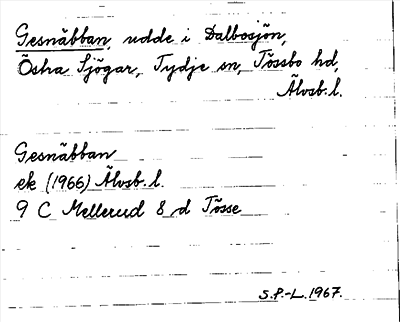 Gesnäbban, udde i Dalbosjön,
Östra Sjögar, Tydje sn, Tössbo hd,
Älvsb. l.
Gesnäbban
ek (1966) Älvsb. l.
9 C Mellerud 8 d Tösse
S.P.-L. 1967.